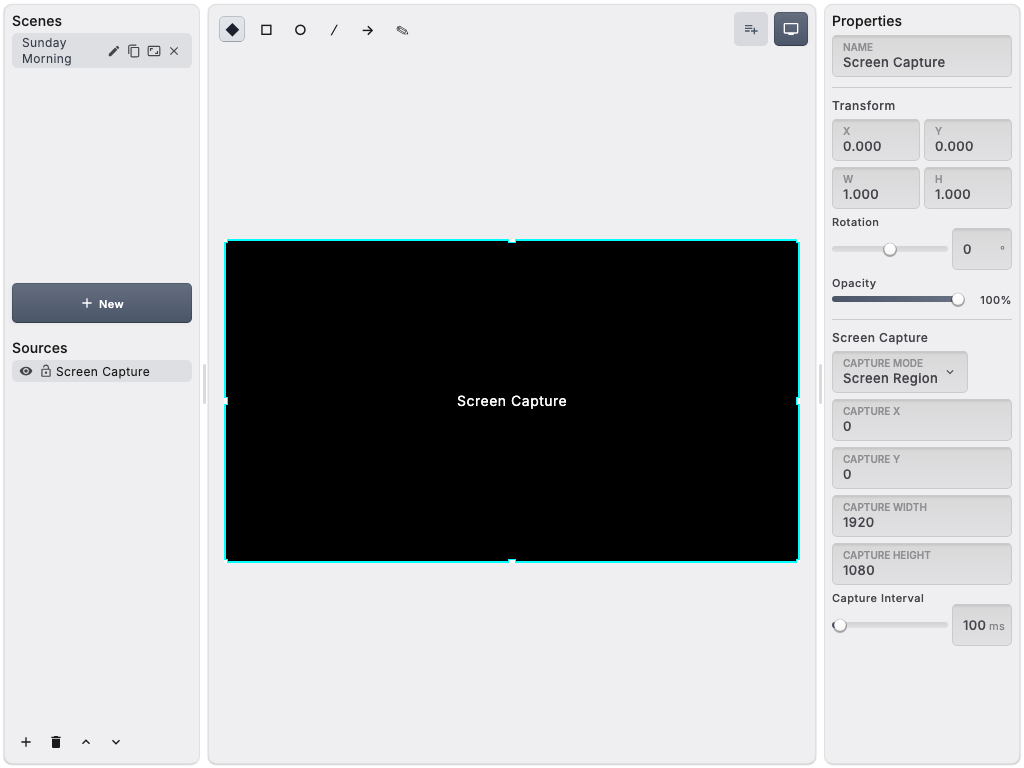 Scenes
Sunday
Morning
New
Sources
Screen Capture
Screen Capture
Properties
NAME
Screen Capture
Transform
X
0.000
Y
0.000
W
1.000
H
1.000
Rotation
0 °
Opacity
100%
Screen Capture
CAPTURE MODE
Screen Region
CAPTURE X
0
CAPTURE Y
0
CAPTURE WIDTH
1920
CAPTURE HEIGHT
1080
Capture Interval
100 ms